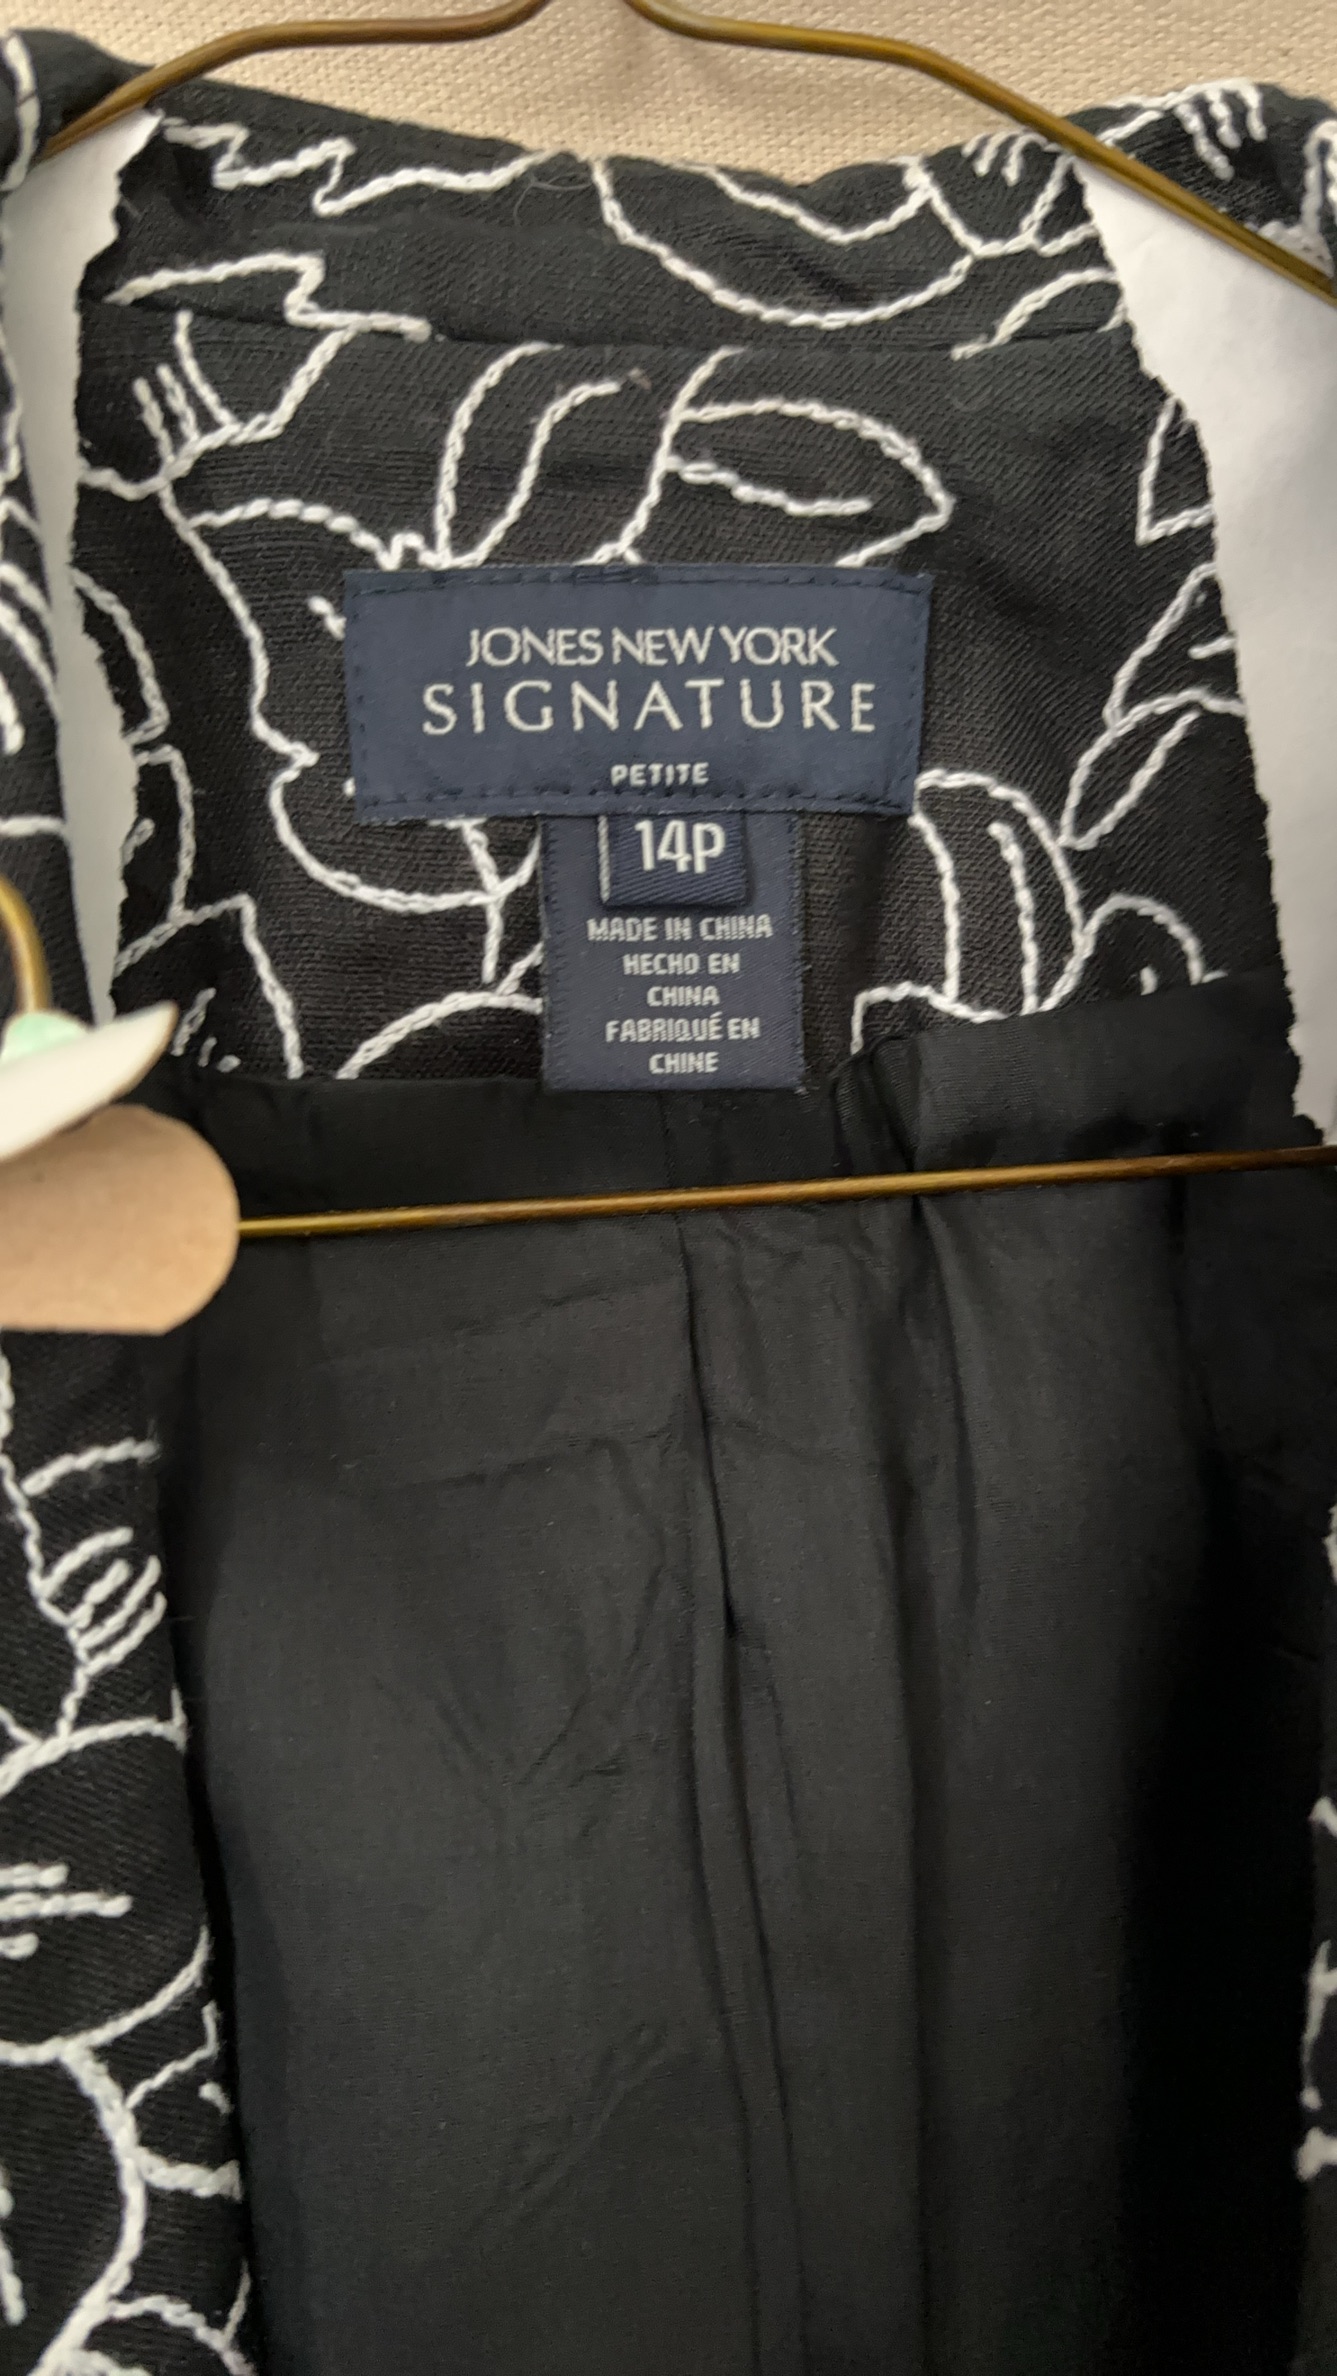 JONES NEW YORK
SIGNATURE
PETITE
14P
MADE IN CHINA
HECHO EN
CHINA
FABRIQUÉ EN
CHINE